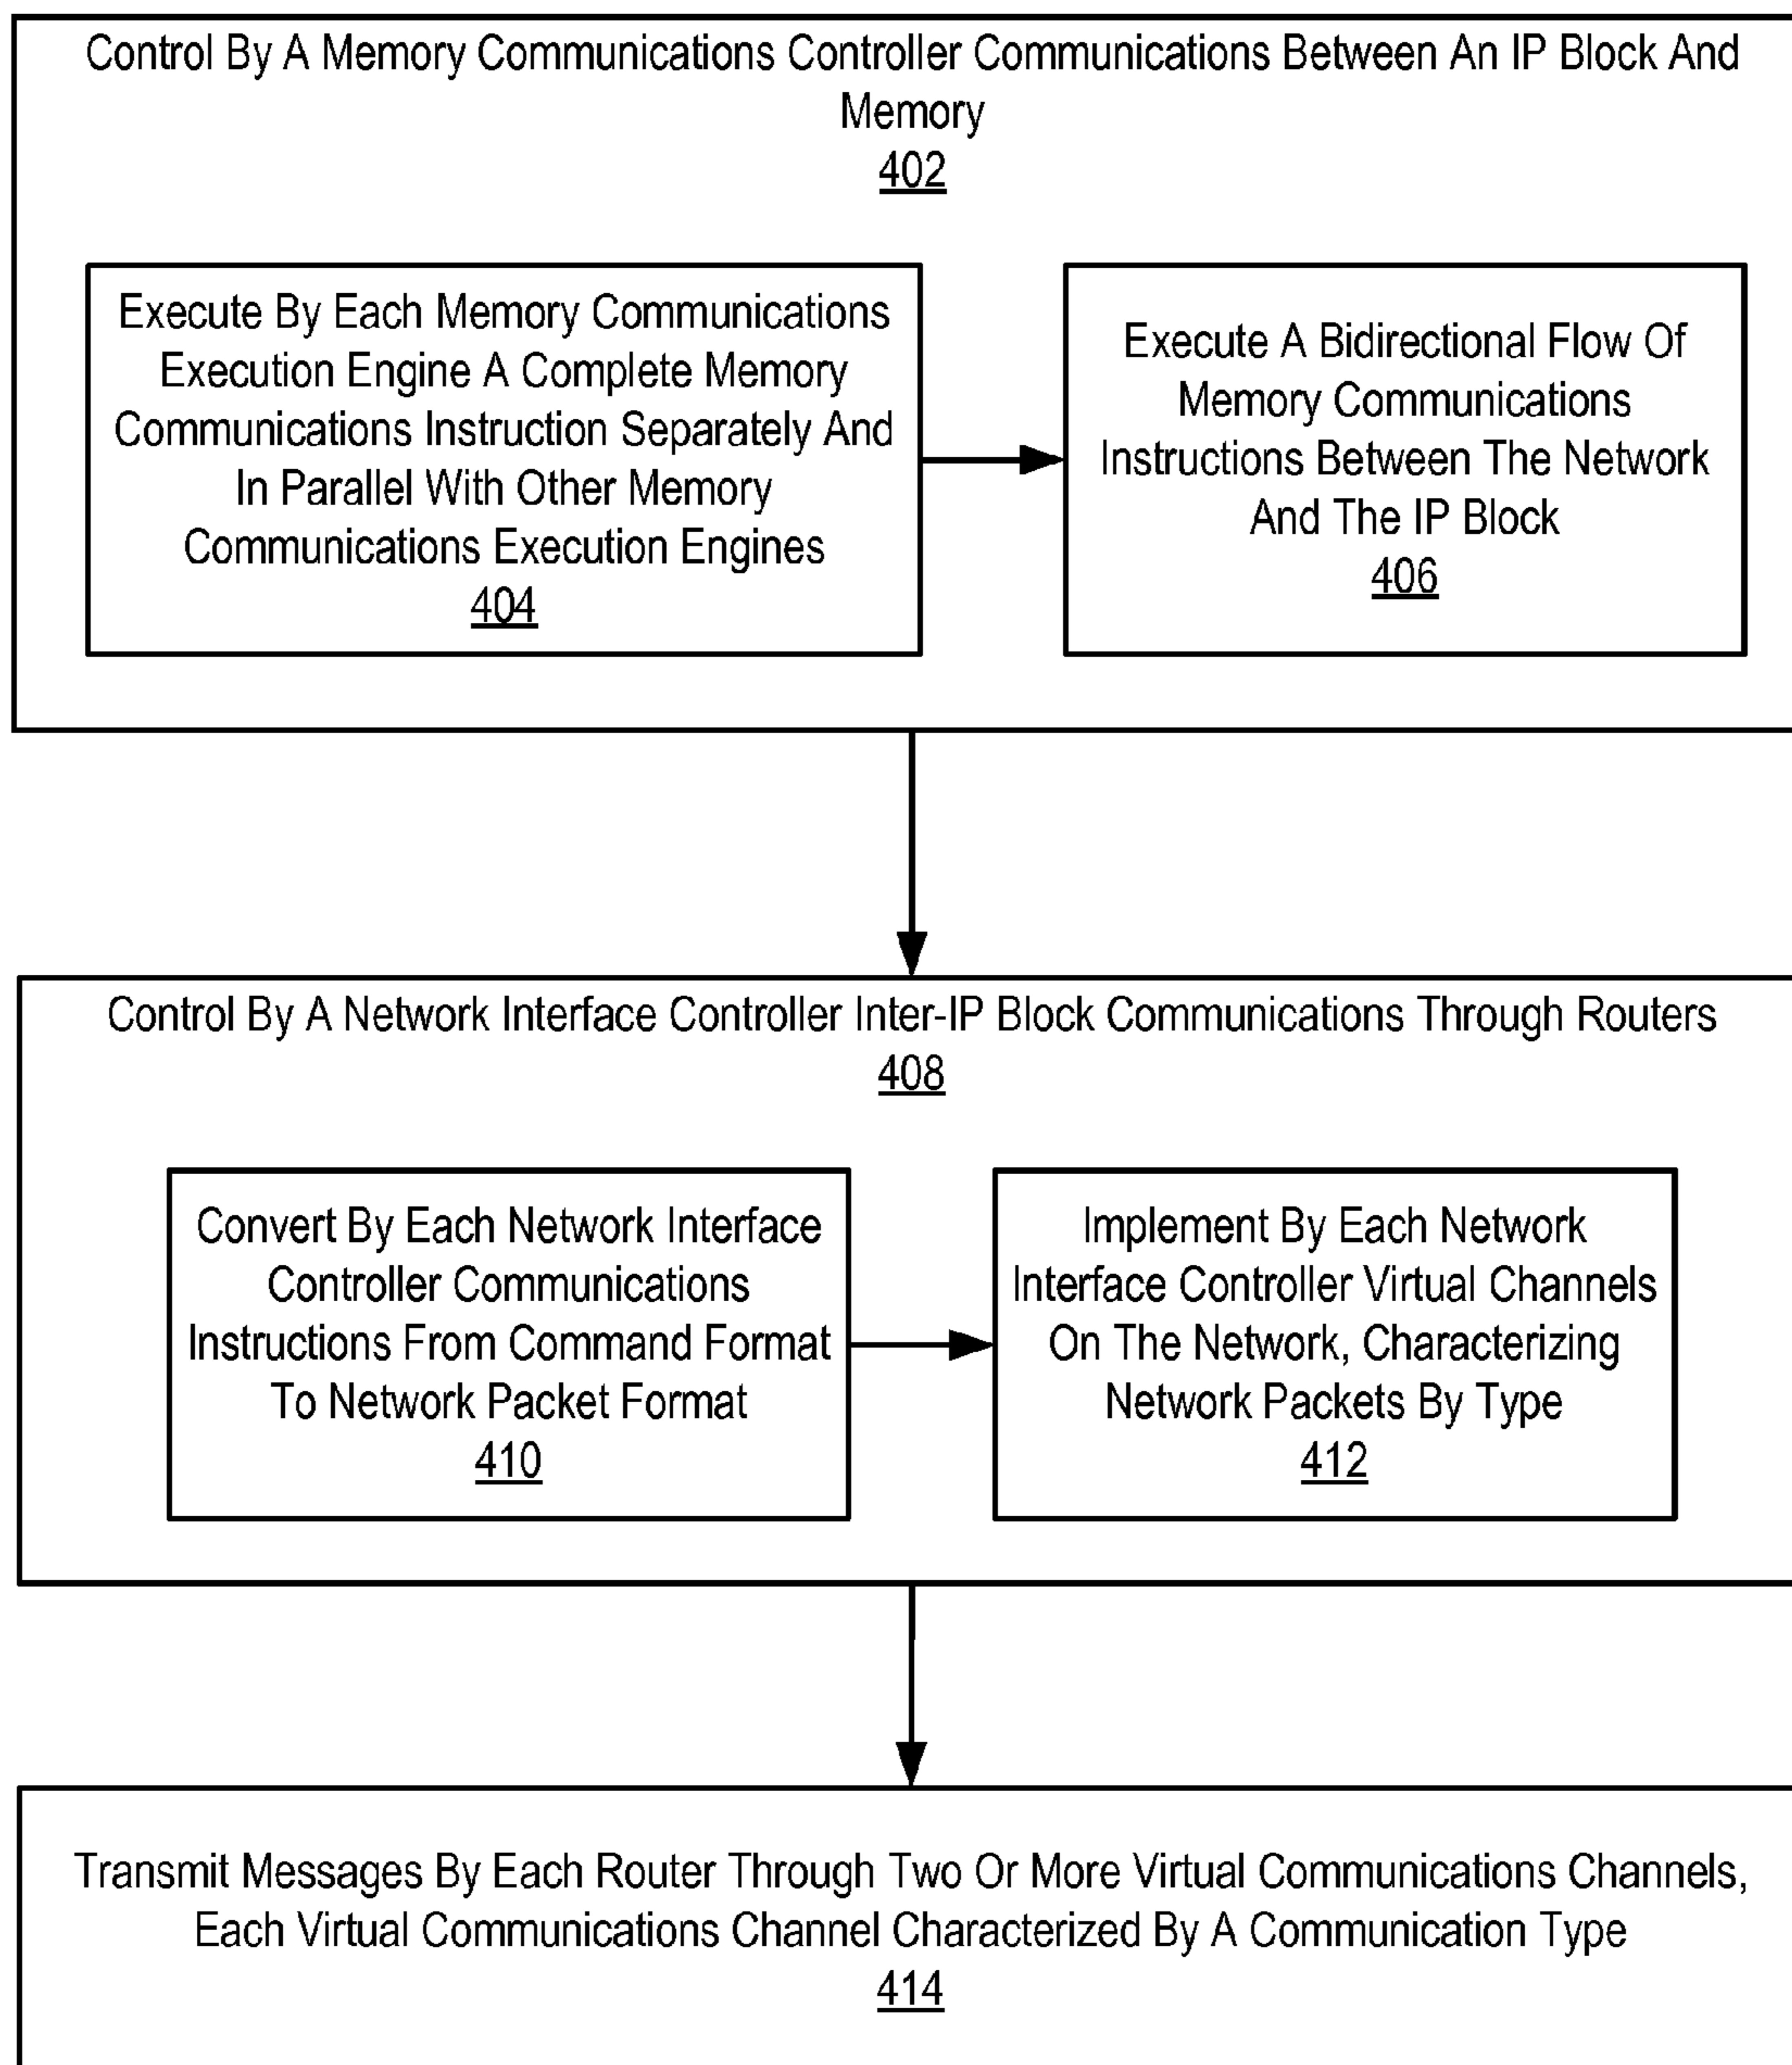 Control By A Memory Communications Controller Communications Between An IP Block And
Memory
402
Execute By Each Memory Communications
Execution Engine A Complete Memory
Communications Instruction Separately And
In Parallel With Other Memory
Communications Execution Engines
404
Execute A Bidirectional Flow Of
Memory Communications
Instructions Between The Network
And The IP Block
406
Control By A Network Interface Controller Inter-IP Block Communications Through Routers
408
Convert By Each Network Interface
Controller Communications
Instructions From Command Format
To Network Packet Format
410
Implement By Each Network
Interface Controller Virtual Channels
On The Network, Characterizing
Network Packets By Type
412
Transmit Messages By Each Router Through Two Or More Virtual Communications Channels,
Each Virtual Communications Channel Characterized By A Communication Type
414